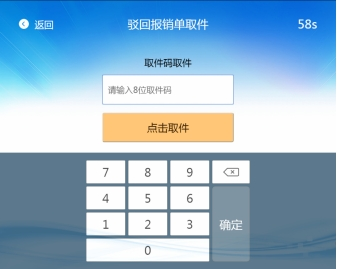 返回
驳回报销单取件
58s
取件码取件
请输入8位取件码
点击取件
7 8 9
4 5 6
1 2 3
确定
0